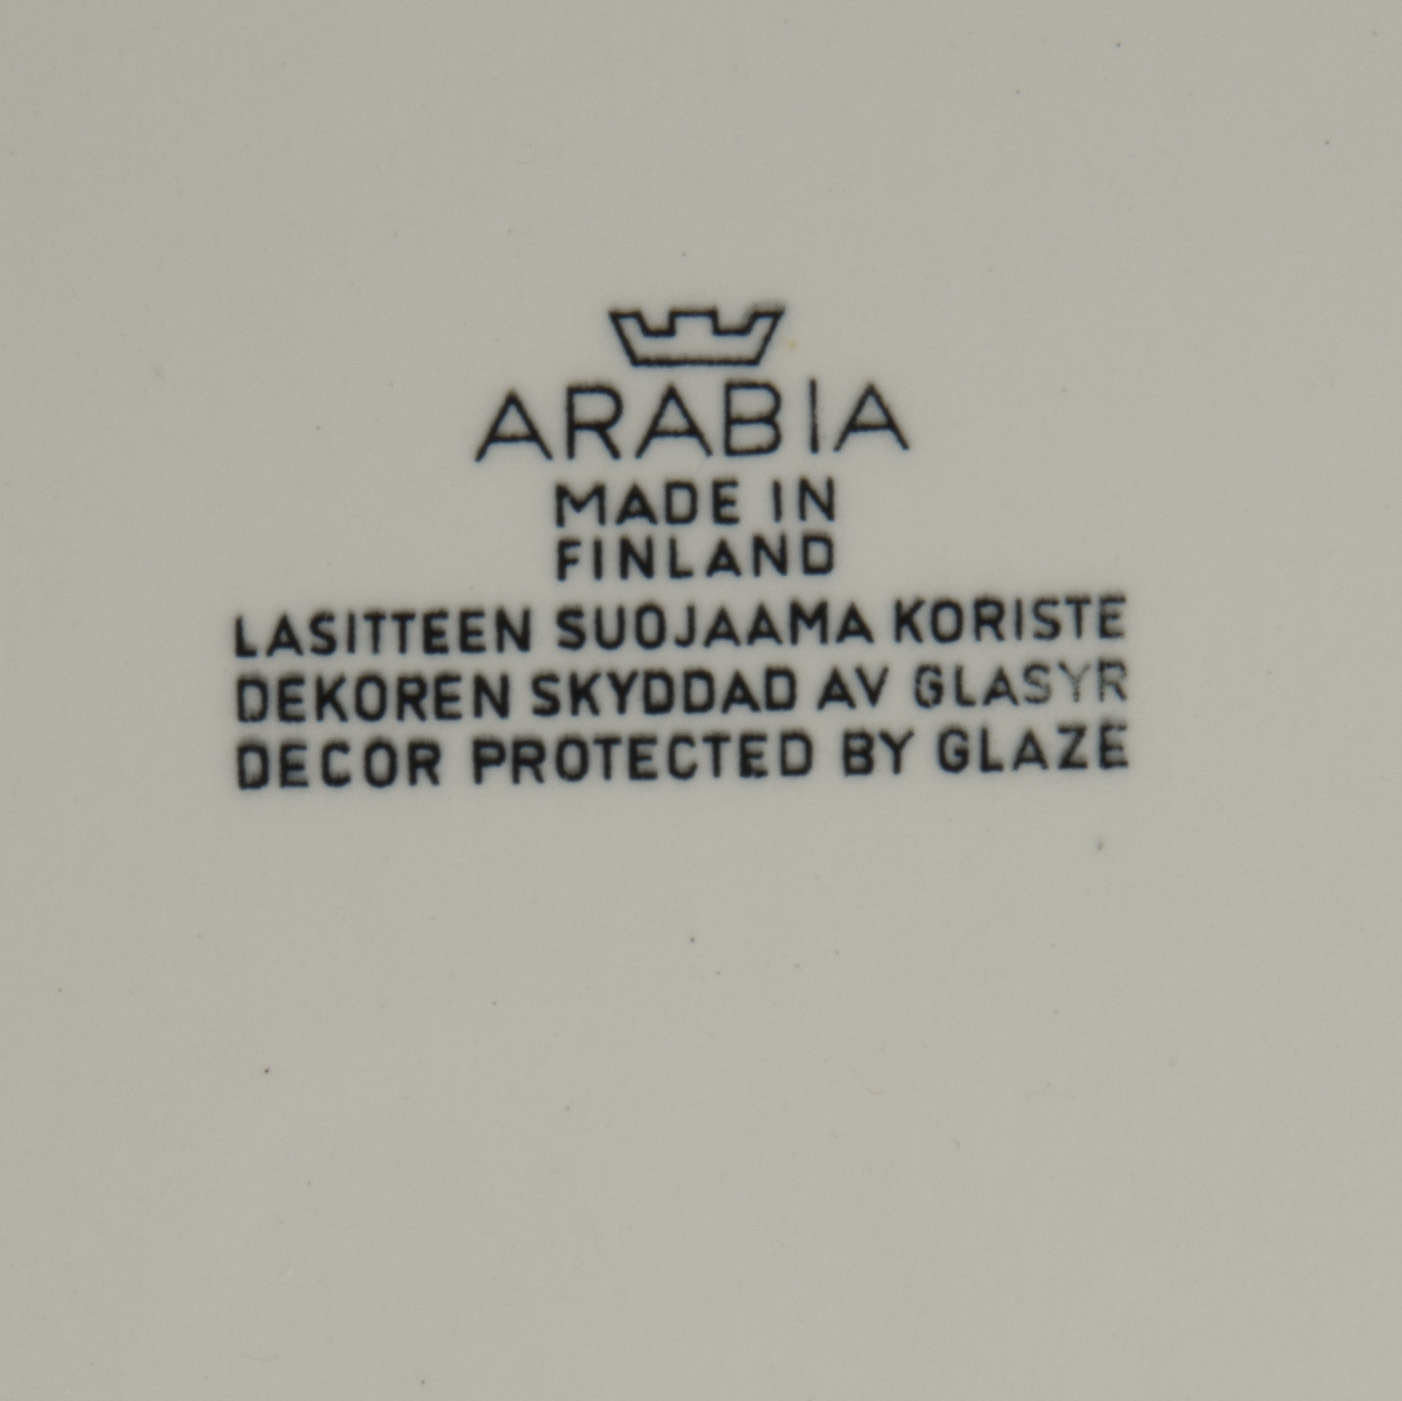 ARABIA
MADE IN
FINLAND
LASITTEEN SUOJAAMA KORISTE
DEKOREN SKYDDAD AV GLASYR
DECOR PROTECTED BY GLAZE